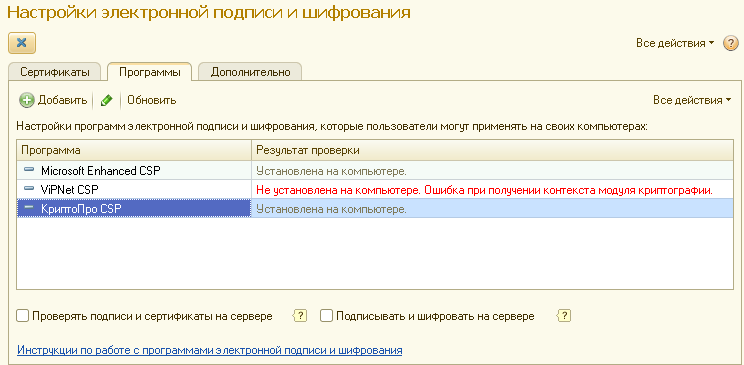 Настройки электронной подписи и шифрования
Все действия ?
Сертификаты Программы Дополнительно
Добавить Обновить Все действия
Настройки программ электронной подписи и шифрования, которые пользователи могут применять на своих компьютерах:
Программа Результат проверки
Microsoft Enhanced CSP Установлена на компьютере.
ViPNet CSP Не установлена на компьютере. Ошибка при получении контекста модуля криптографии.
КриптоПро CSP Установлена на компьютере.
Проверять подписи и сертификаты на сервере ? Подписывать и шифровать на сервере ?
Инструкции по работе с программами электронной подписи и шифрования